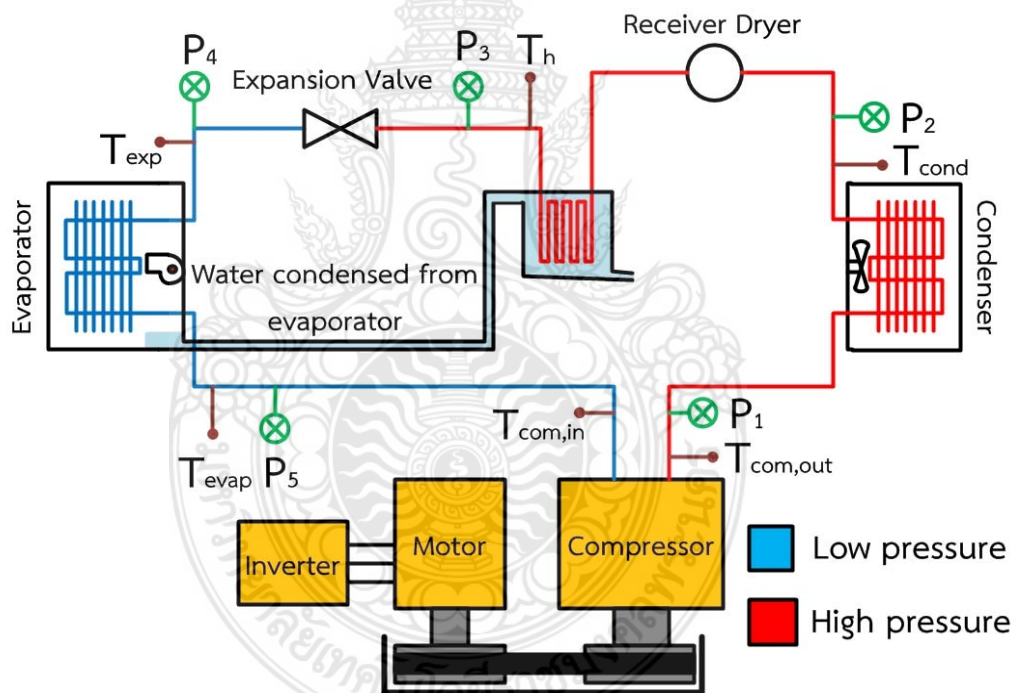 Receiver Dryer
P4
P3
Th
Expansion Valve
P2
Texp
Tcond
Evaporator
Water condensed from
evaporator
Condenser
P1
Tcom,in
Tcom,out
Tevap
P5
Inverter
Motor
Compressor
Low pressure
High pressure